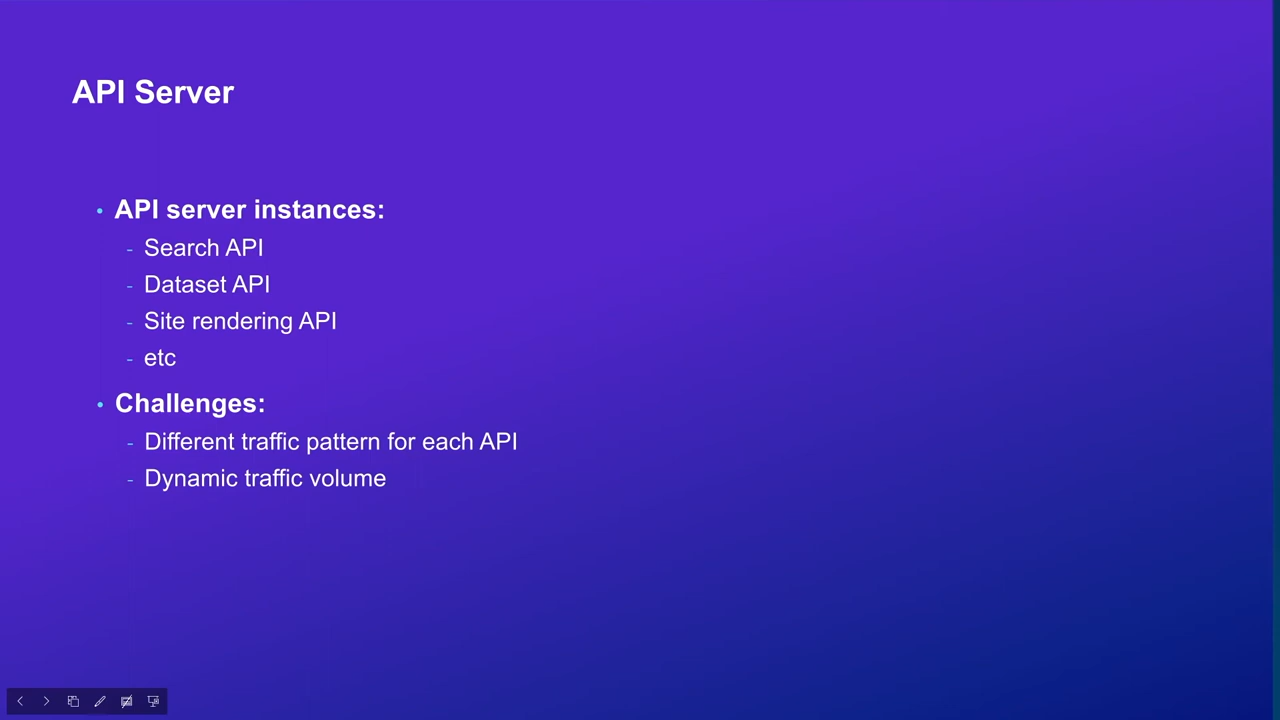 API Server
• API server instances:
- Search API
- Dataset API
- Site rendering API
- etc
• Challenges:
- Different traffic pattern for each API
- Dynamic traffic volume